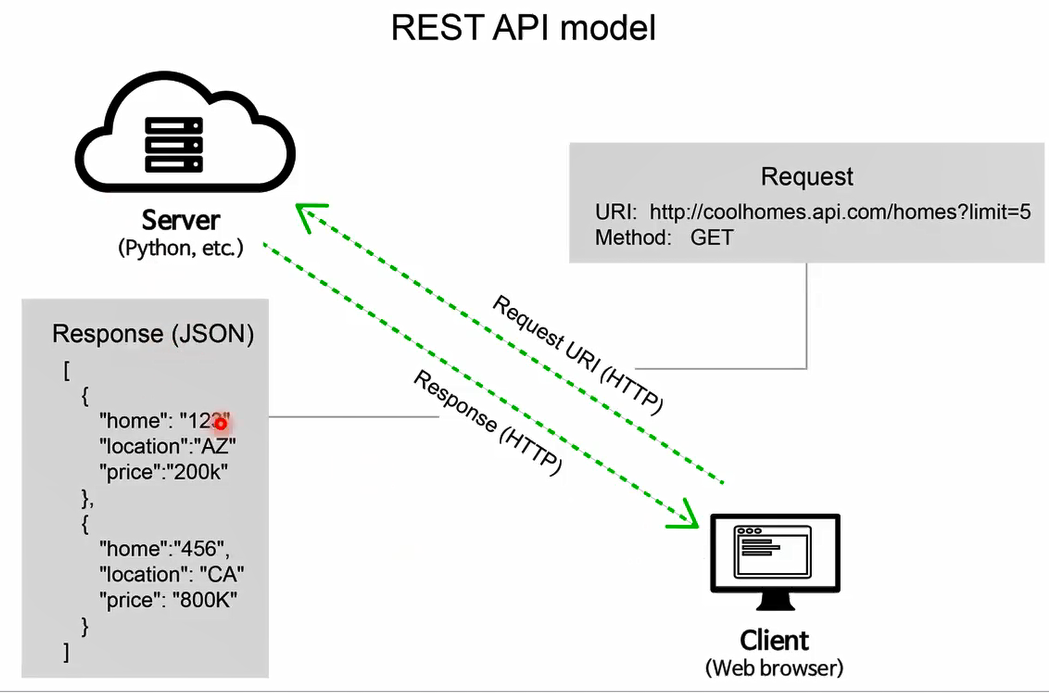 REST API model
Server
(Python, etc.)
Request
URI: http://coolhomes.api.com/homes?limit=5
Method: GET
Request URI (HTTP)
Response (HTTP)
Response (JSON)
[
{
"home": "123"
"location":"AZ"
"price":"200k"
},
{
"home":"456",
"location": "CA"
"price": "800K"
}
]
Client
(Web browser)